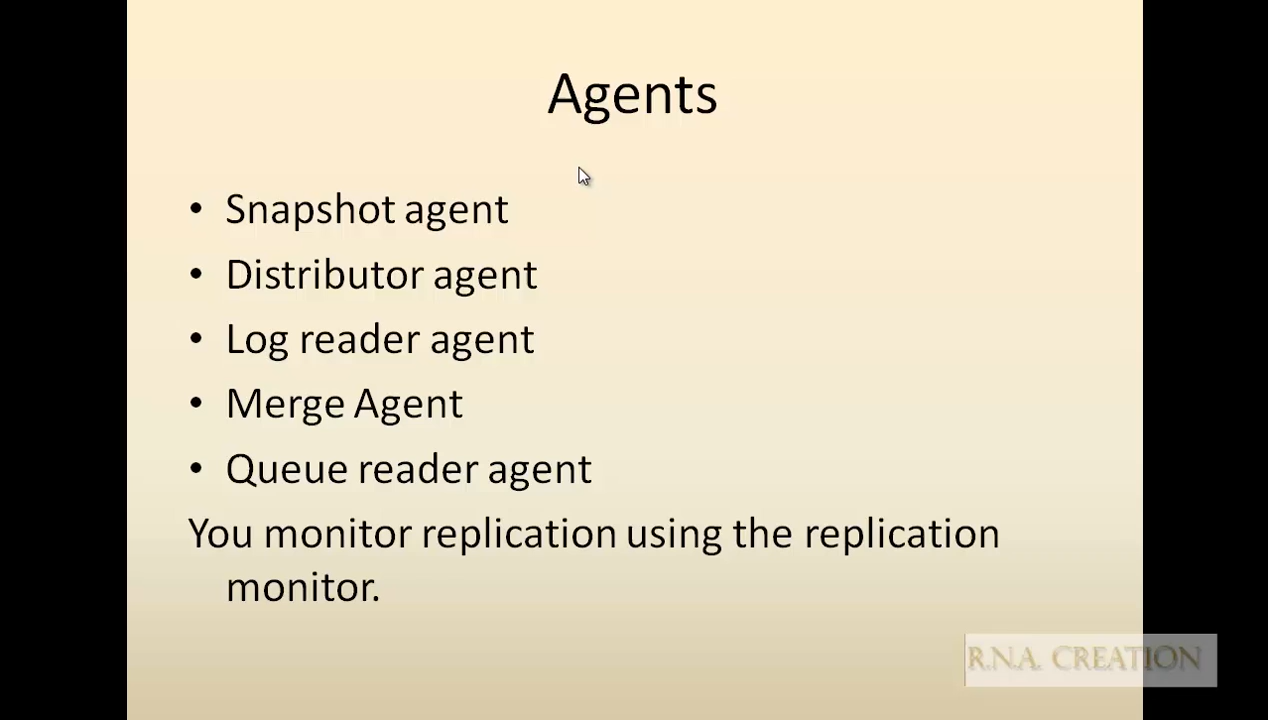 Agents
• Snapshot agent
• Distributor agent
• Log reader agent
• Merge Agent
• Queue reader agent
You monitor replication using the replication
monitor.
R.N.A. CREATION